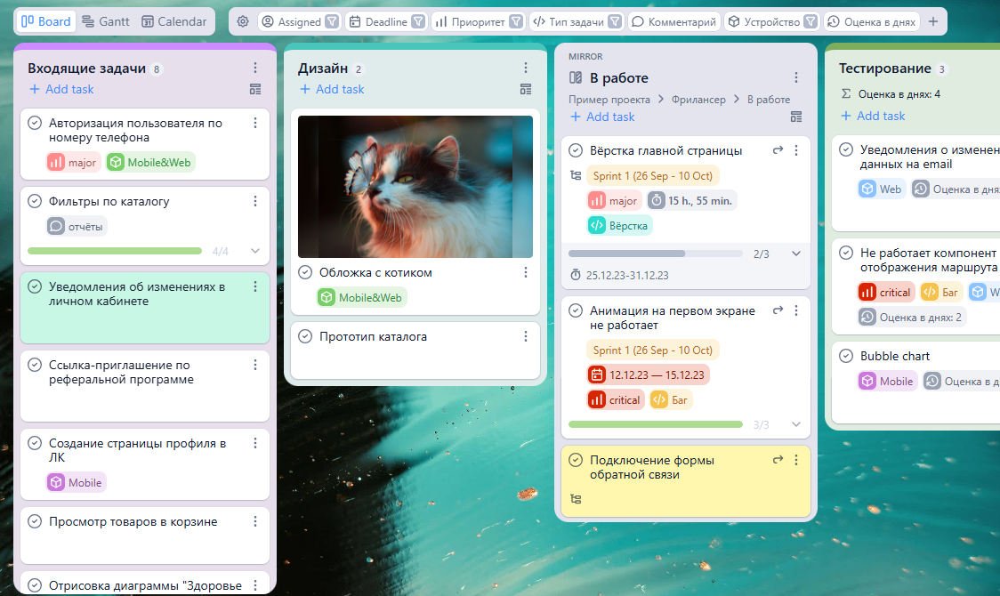 Board
Gantt
Calendar
Assigned
Deadline
Приоритет
Тип задачи
Комментарий
Устройство
Оценка в днях
Входящие задачи 8
+ Add task
Авторизация пользователя по
номеру телефона
major
Mobile&Web
Фильтры по каталогу
отчёты
4/4
Уведомления об изменениях в
личном кабинете
Ссылка-приглашение по
реферальной программе
Создание страницы профиля в
ЛК
Mobile
Просмотр товаров в корзине
Отрисовка диаграммы "Здоровье
Дизайн 2
+ Add task
Обложка с котиком
Mobile&Web
Прототип каталога
MIRROR
В работе
Пример проекта > Фрилансер > В работе
+ Add task
Вёрстка главной страницы
Sprint 1 (26 Sep - 10 Oct)
major
15 h., 55 min.
Вёрстка
2/3
25.12.23-31.12.23
Анимация на первом экране
не работает
Sprint 1 (26 Sep - 10 Oct)
12.12.23 — 15.12.23
critical
Баг
3/3
Подключение формы
обратной связи
Тестирование 3
Σ Оценка в днях: 4
+ Add task
Уведомления о изменен
данных на email
Web
Оценка в дня
Не работает компонент
отображения маршрута
critical
Баг
W
Оценка в днях: 2
Bubble chart
Mobile
Оценка в д